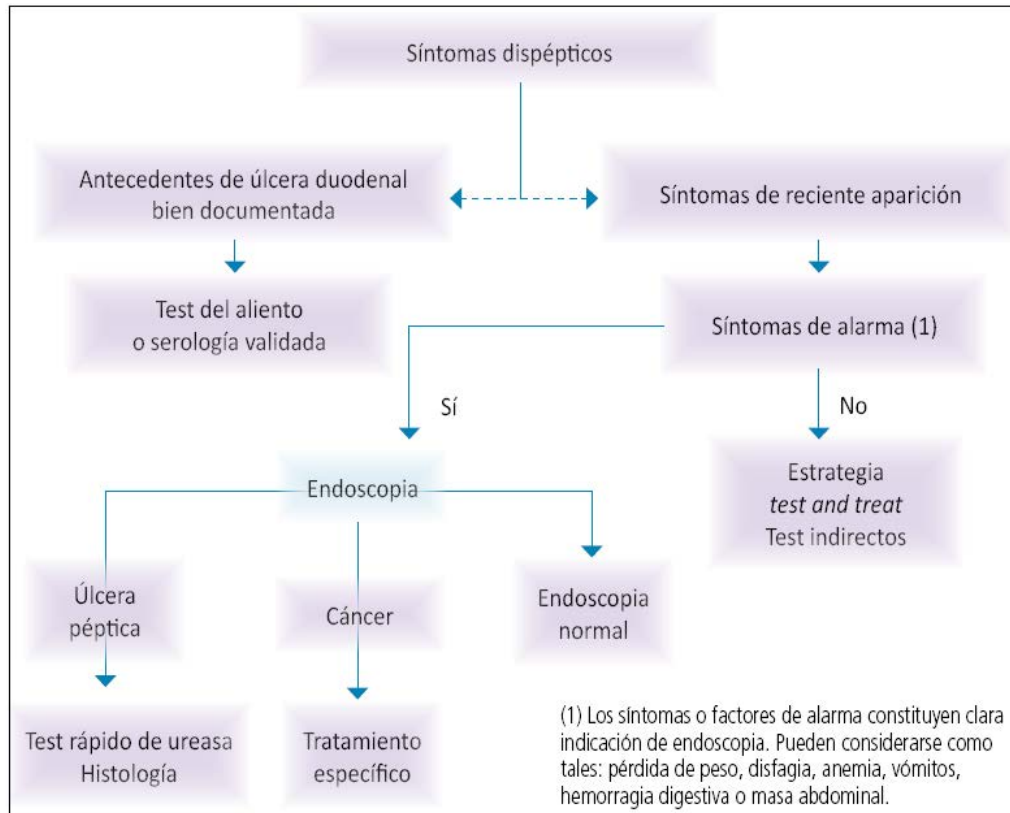 Síntomas dispépticos
Antecedentes de úlcera duodenal
bien documentada
Síntomas de reciente aparición
Test del aliento
o serología validada
Síntomas de alarma (1)
Sí
No
Endoscopia
Estrategia
test and treat
Test indirectos
Úlcera
péptica
Cáncer
Endoscopia
normal
Test rápido de ureasa
Histología
Tratamiento
específico
(1) Los síntomas o factores de alarma constituyen clara
indicación de endoscopia. Pueden considerarse como
tales: pérdida de peso, disfagia, anemia, vómitos,
hemorragia digestiva o masa abdominal.